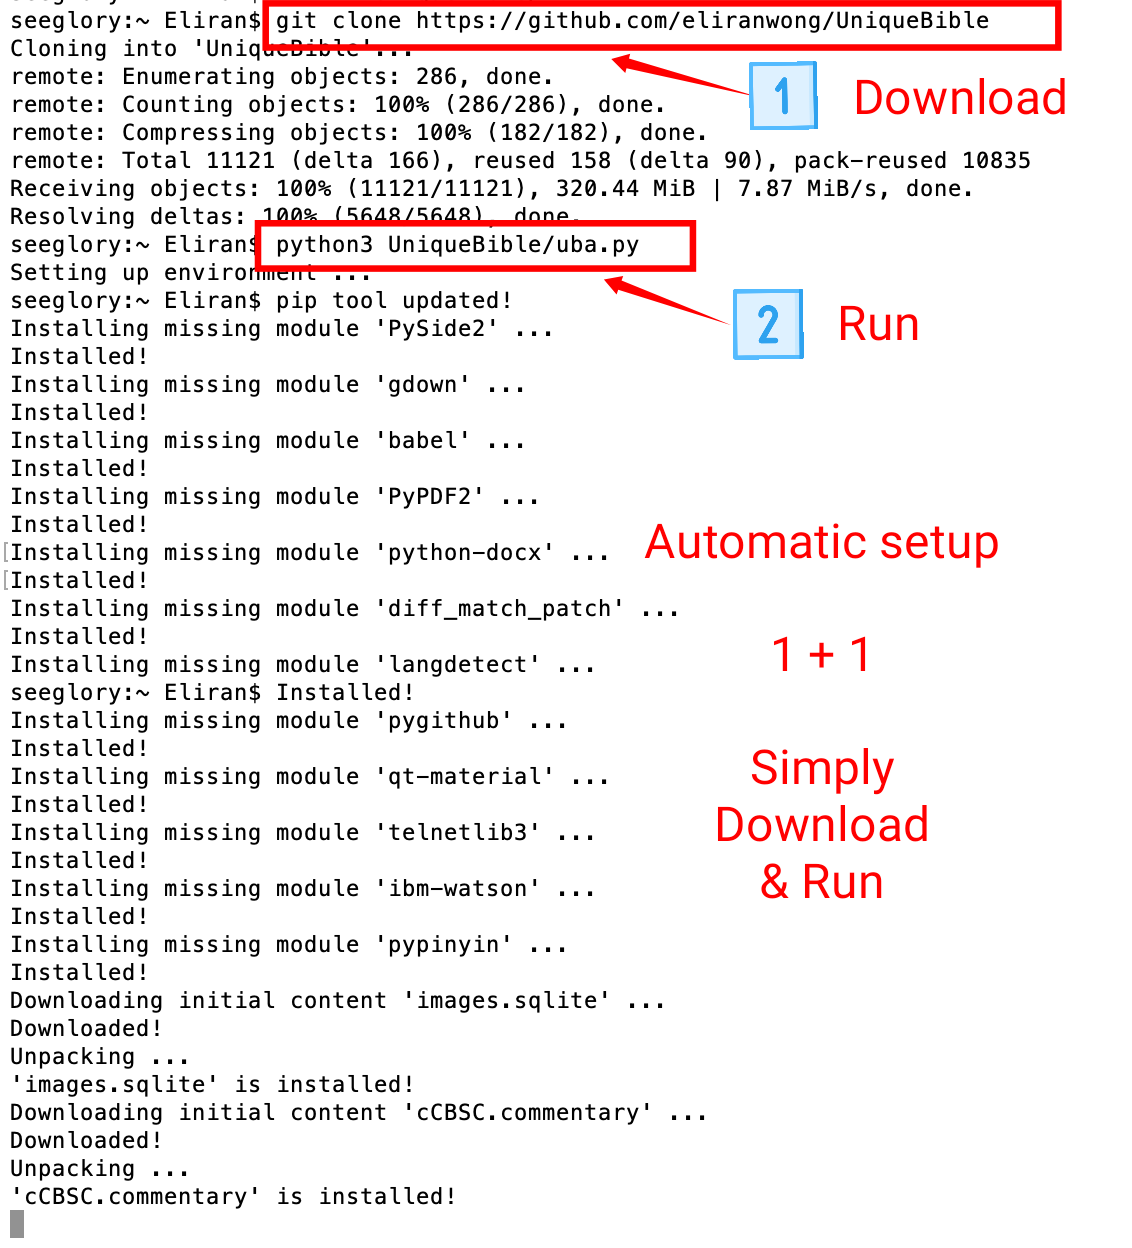 seeglory:~ Eliran$ git clone https://github.com/eliranwong/UniqueBible
Cloning into 'UniqueBible'...
remote: Enumerating objects: 286, done.
1 Download
remote: Counting objects: 100% (286/286), done.
remote: Compressing objects: 100% (182/182), done.
remote: Total 11121 (delta 166), reused 158 (delta 90), pack-reused 10835
Receiving objects: 100% (11121/11121), 320.44 MiB | 7.87 MiB/s, done.
Resolving deltas: 100% (5648/5648), done.
seeglory:~ Eliran$ python3 UniqueBible/uba.py
Setting up environment ...
seeglory:~ Eliran$ pip tool updated!
2 Run
Installing missing module 'PySide2' ...
Installed!
Installing missing module 'gdown' ...
Installed!
Installing missing module 'babel' ...
Installed!
Installing missing module 'PyPDF2' ...
Installed!
[Installing missing module 'python-docx' ...
Automatic setup
[Installed!
Installing missing module 'diff_match_patch' ...
Installed!
1 + 1
Installing missing module 'langdetect' ...
seeglory:~ Eliran$ Installed!
Installing missing module 'pygithub' ...
Installed!
Installing missing module 'qt-material' ...
Simply
Installed!
Installing missing module 'telnetlib3' ...
Download
Installed!
Installing missing module 'ibm-watson' ...
& Run
Installed!
Installing missing module 'pypinyin' ...
Installed!
Downloading initial content 'images.sqlite' ...
Downloaded!
Unpacking ...
'images.sqlite' is installed!
Downloading initial content 'cCBSC.commentary' ...
Downloaded!
Unpacking ...
'cCBSC.commentary' is installed!